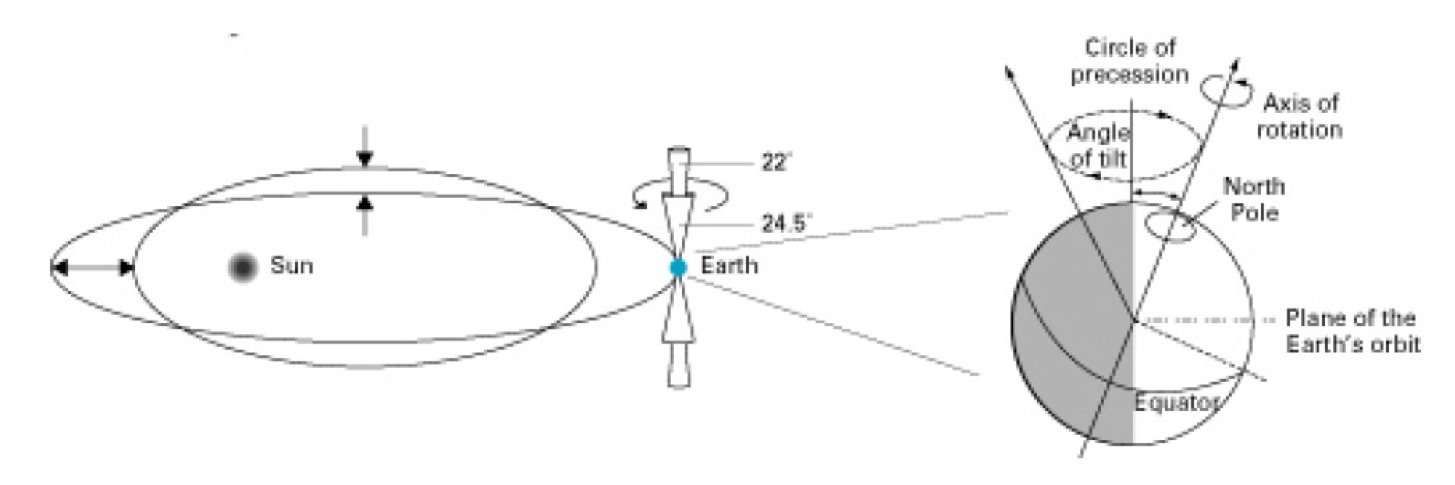 Sun
22°
24.5°
Earth
Circle of
precession
Angle
of tilt
Axis of
rotation
North
Pole
Plane of the
Earth's orbit
Equator